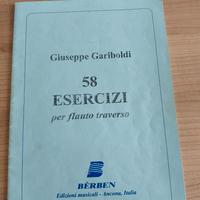 Giuseppe Gariboldi
58
ESERCIZI
per flauto traverso
BÈRBEN
Edizioni musicali - Ancona, Italia